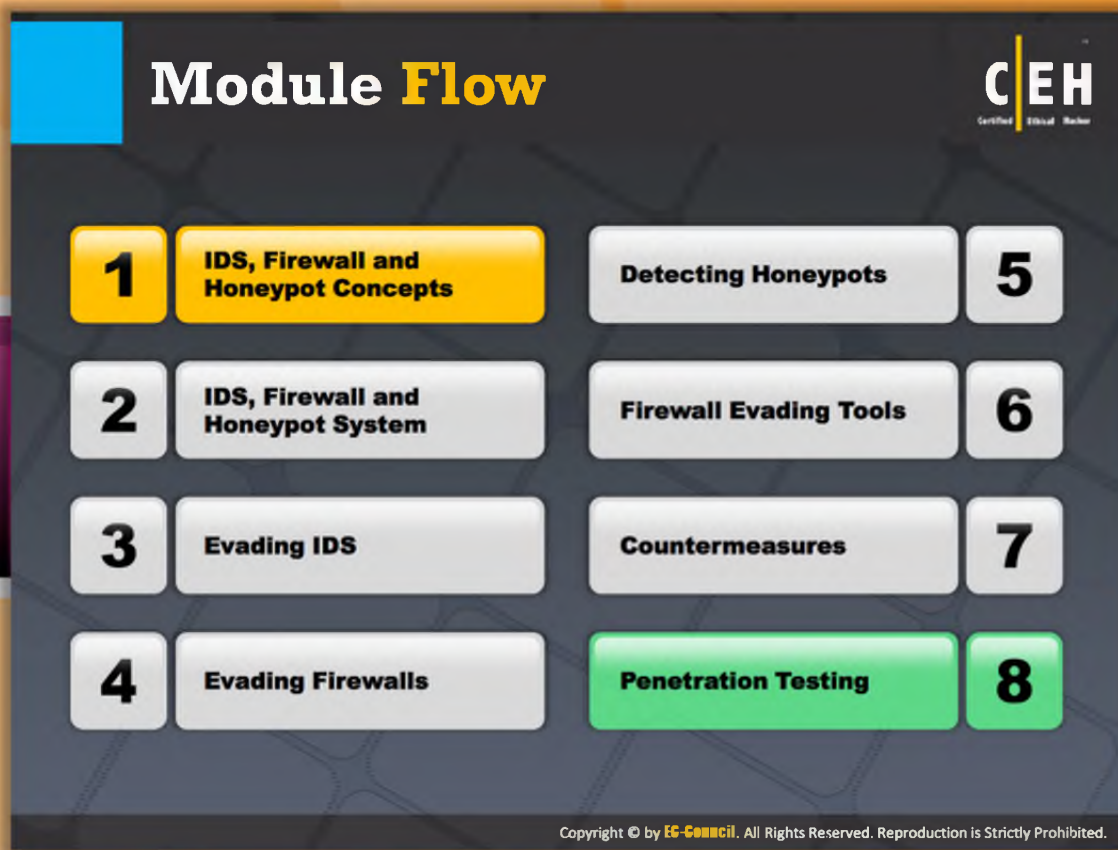 Module Flow
CEH
Certified Ethical Hacker
1
IDS, Firewall and
Honeypot Concepts
2
IDS, Firewall and
Honeypot System
3
Evading IDS
4
Evading Firewalls
Detecting Honeypots
5
Firewall Evading Tools
6
Countermeasures
7
Penetration Testing
8
Copyright © by EC-Council. All Rights Reserved. Reproduction is Strictly Prohibited.